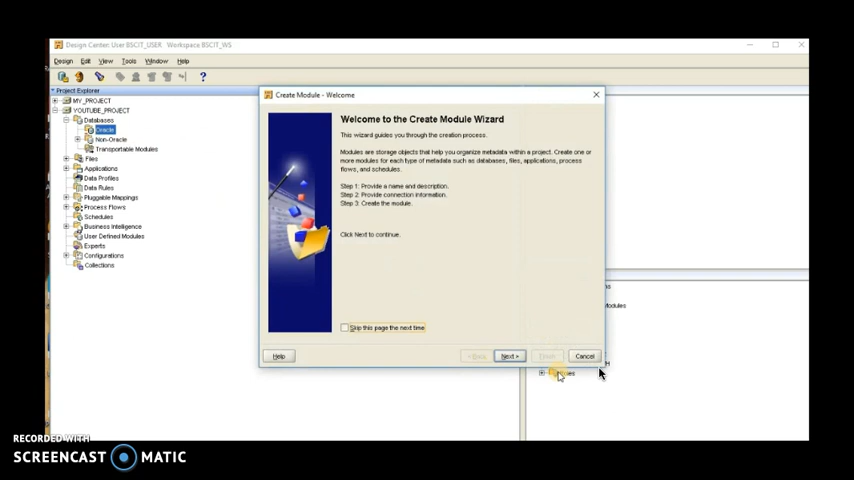 Design Center: User BSCIT_USER Workspace BSCIT_WS
Design Edit View Tools Window Help
Project Explorer
MY_PROJECT
YOUTUBE_PROJECT
Databases
Oracle
Non-Oracle
Transportable Modules
Files
Applications
Data Profiles
Data Rules
Pluggable Mappings
Process Flows
Schedules
Business Intelligence
User Defined Modules
Experts
Configurations
Collections
Create Module - Welcome
Welcome to the Create Module Wizard
This wizard guides you through the creation process.
Modules are storage objects that help you organize metadata within a project. Create one or
more modules for each type of metadata such as databases, files, applications, process
flows, and schedules.
Step 1: Provide a name and description.
Step 2: Provide connection information.
Step 3: Create the module.
Click Next to continue.
Skip this page the next time
Help
< Back
Next >
Finish
Cancel
RECORDED WITH
SCREENCAST MATIC